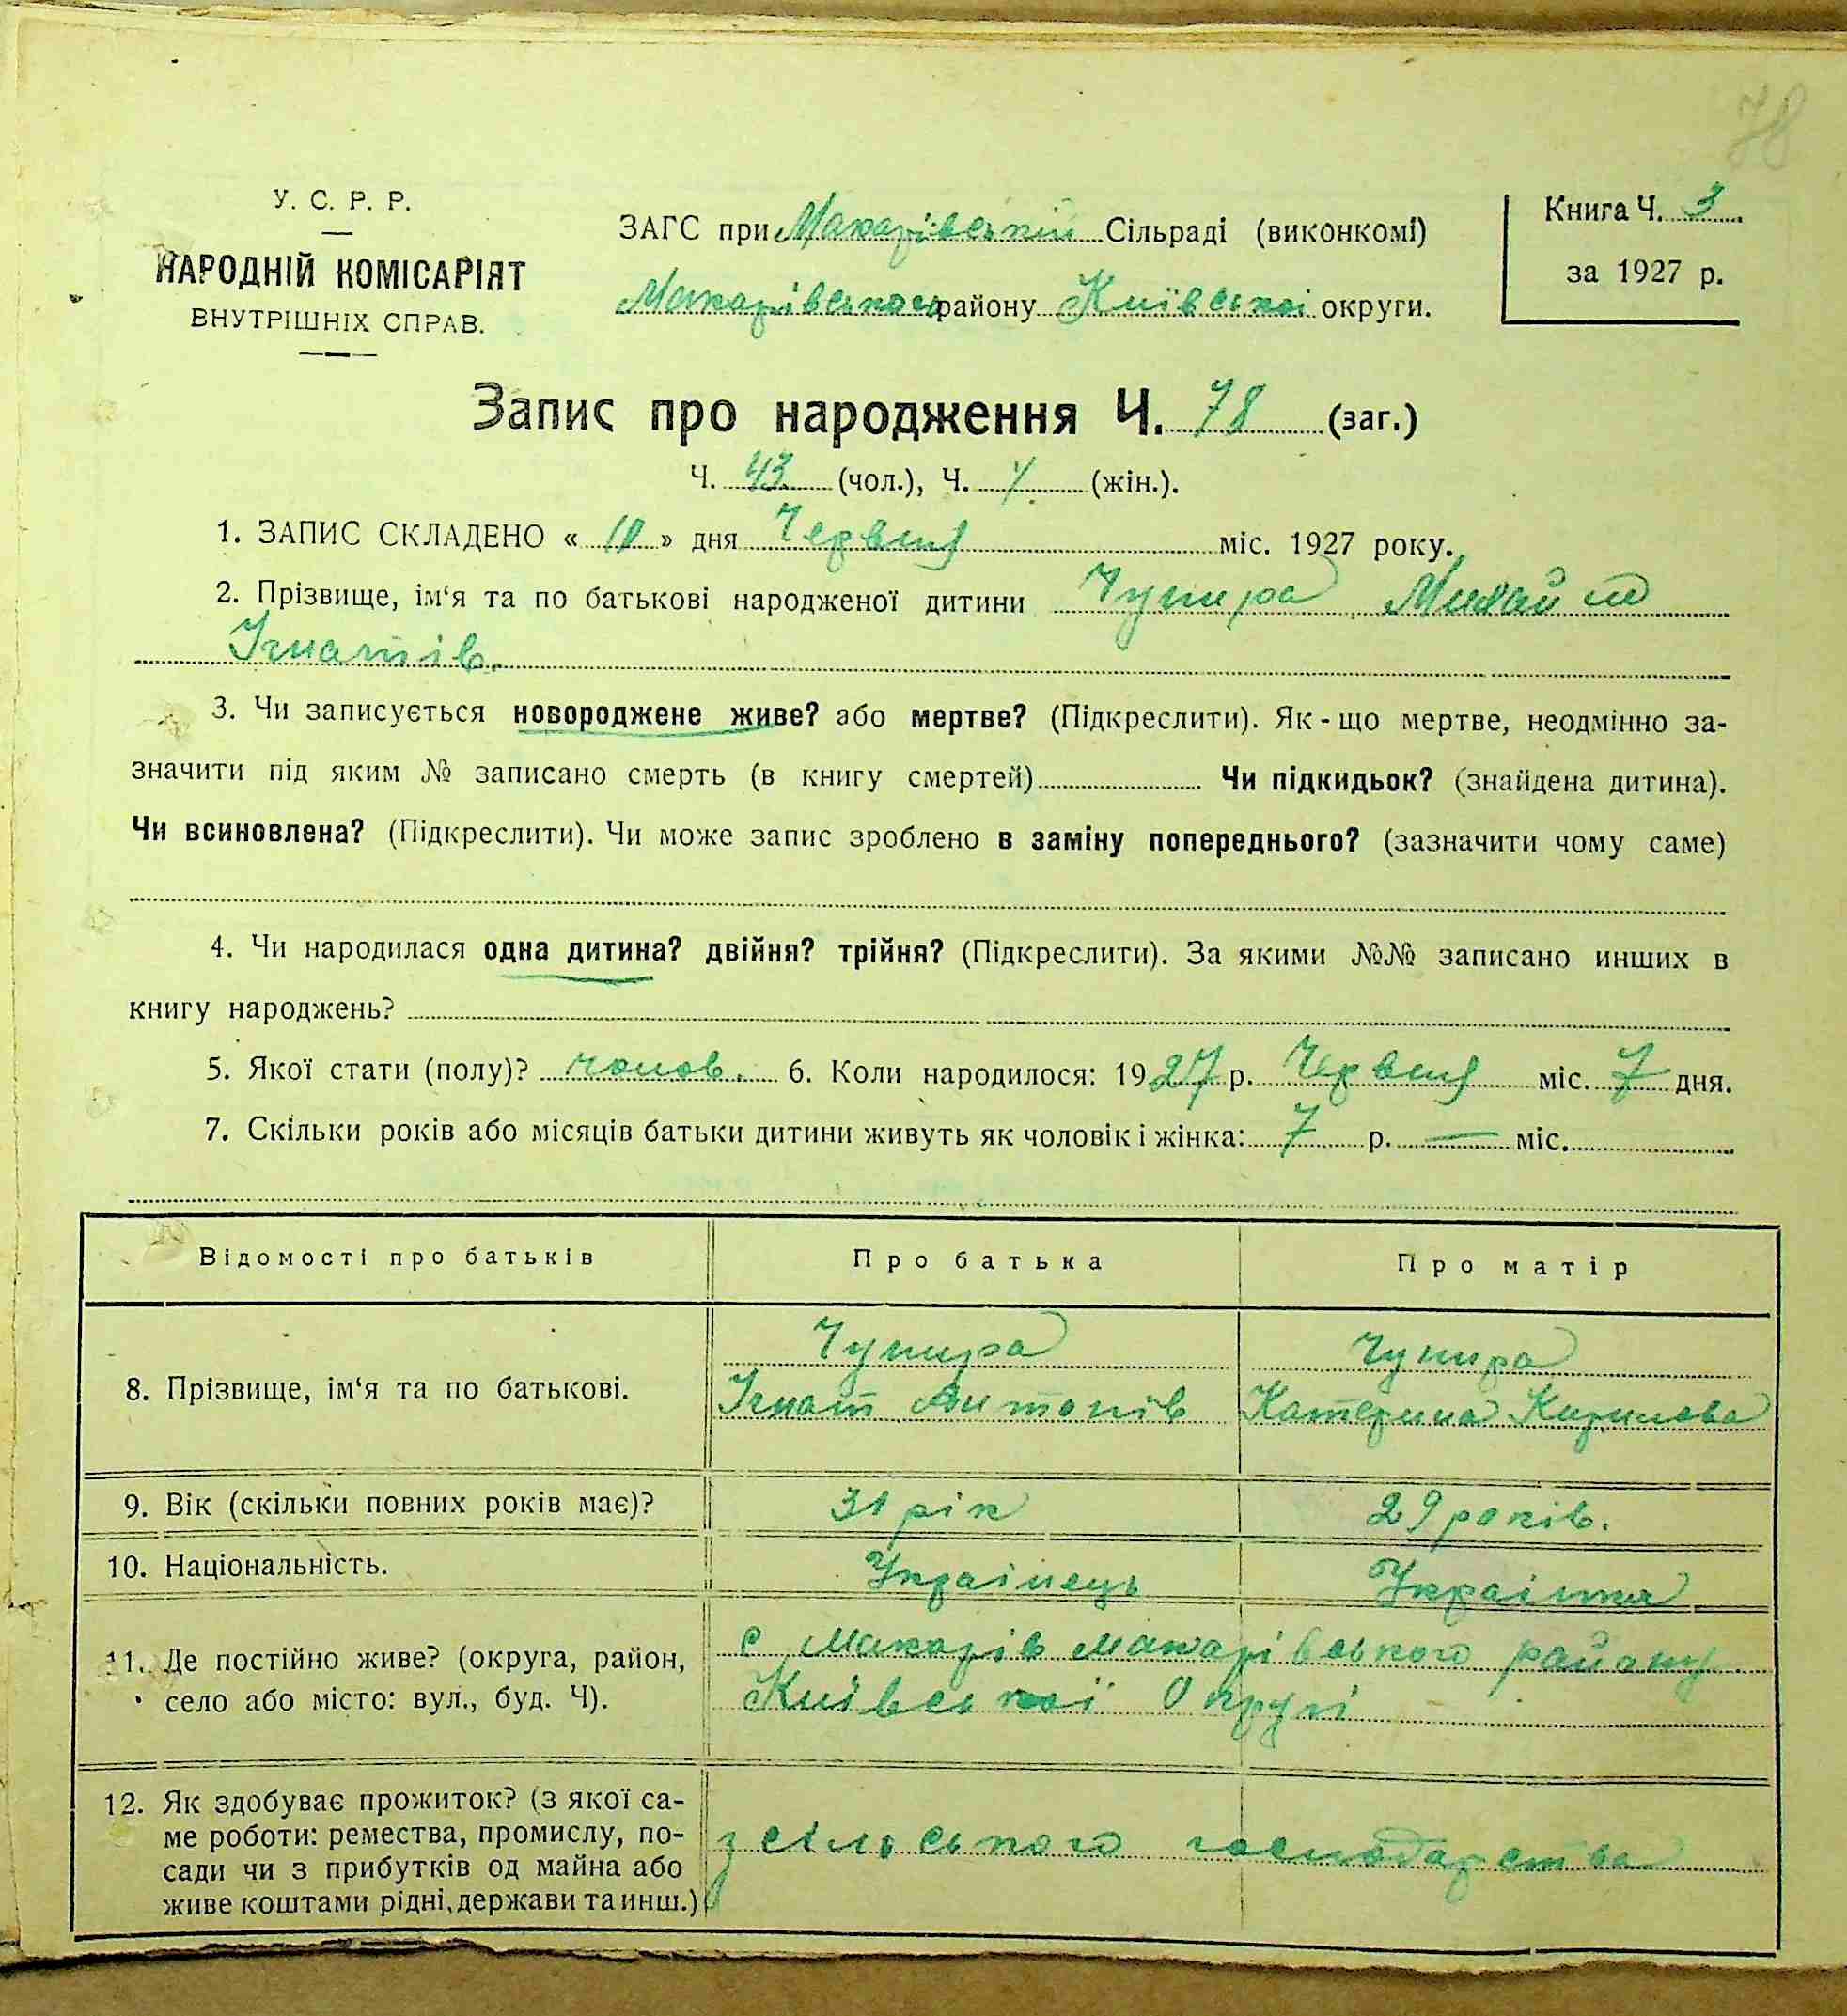 78
У. С. Р. Р.
НАРОДНІЙ КОМІСАРІЯТ
ВНУТРІШНІХ СПРАВ.
ЗАГС при Макарівській Сільраді (виконкомі)
Макарівського району Київської округи.
Книга Ч. 3
за 1927 р.
Запис про народження Ч. 78 (заг.)
Ч. 43 (чол.), Ч. (жін.).
1. ЗАПИС СКЛАДЕНО « 10 » дня Червня міс. 1927 року.
2. Прізвище, ім‘я та по батькові народженої дитини Чупира, Михайло
Ігнатів.
3. Чи записується новороджене живе? або мертве? (Підкреслити). Як-що мертве, неодмінно за-
значити під яким № записано смерть (в книгу смертей) Чи підкидьок? (знайдена дитина).
Чи всиновлена? (Підкреслити). Чи може запис зроблено в заміну попереднього? (зазначити чому саме)
4. Чи народилася одна дитина? двійня? трійня? (Підкреслити). За якими №№ записано инших в
книгу народжень?
5. Якої стати (полу)? чолов. 6. Коли народилося: 1927 р. Червня міс. 7 дня.
7. Скільки років або місяців батьки дитини живуть як чоловік і жінка: 7 р. — міс.
Відомості про батьків Про батька Про матір
Чупира Чупира
8. Прізвище, ім‘я та по батькові. Ігнат Антонів Катерина Кирилова
9. Вік (скільки повних років має)? 31 рік 29 років.
10. Національність. Українець Українка
11. Де постійно живе? (округа, район, с Макарів Макарівського району
село або місто: вул., буд. Ч). Київської Округі
12. Як здобуває прожиток? (з якої са-
ме роботи: ремества, промислу, по- з сільського господарства
сади чи з прибутків од майна або
живе коштами рідні, держави та инш.)